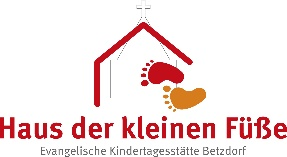 Haus der kleinen Füße
Evangelische Kindertagesstätte Betzdorf